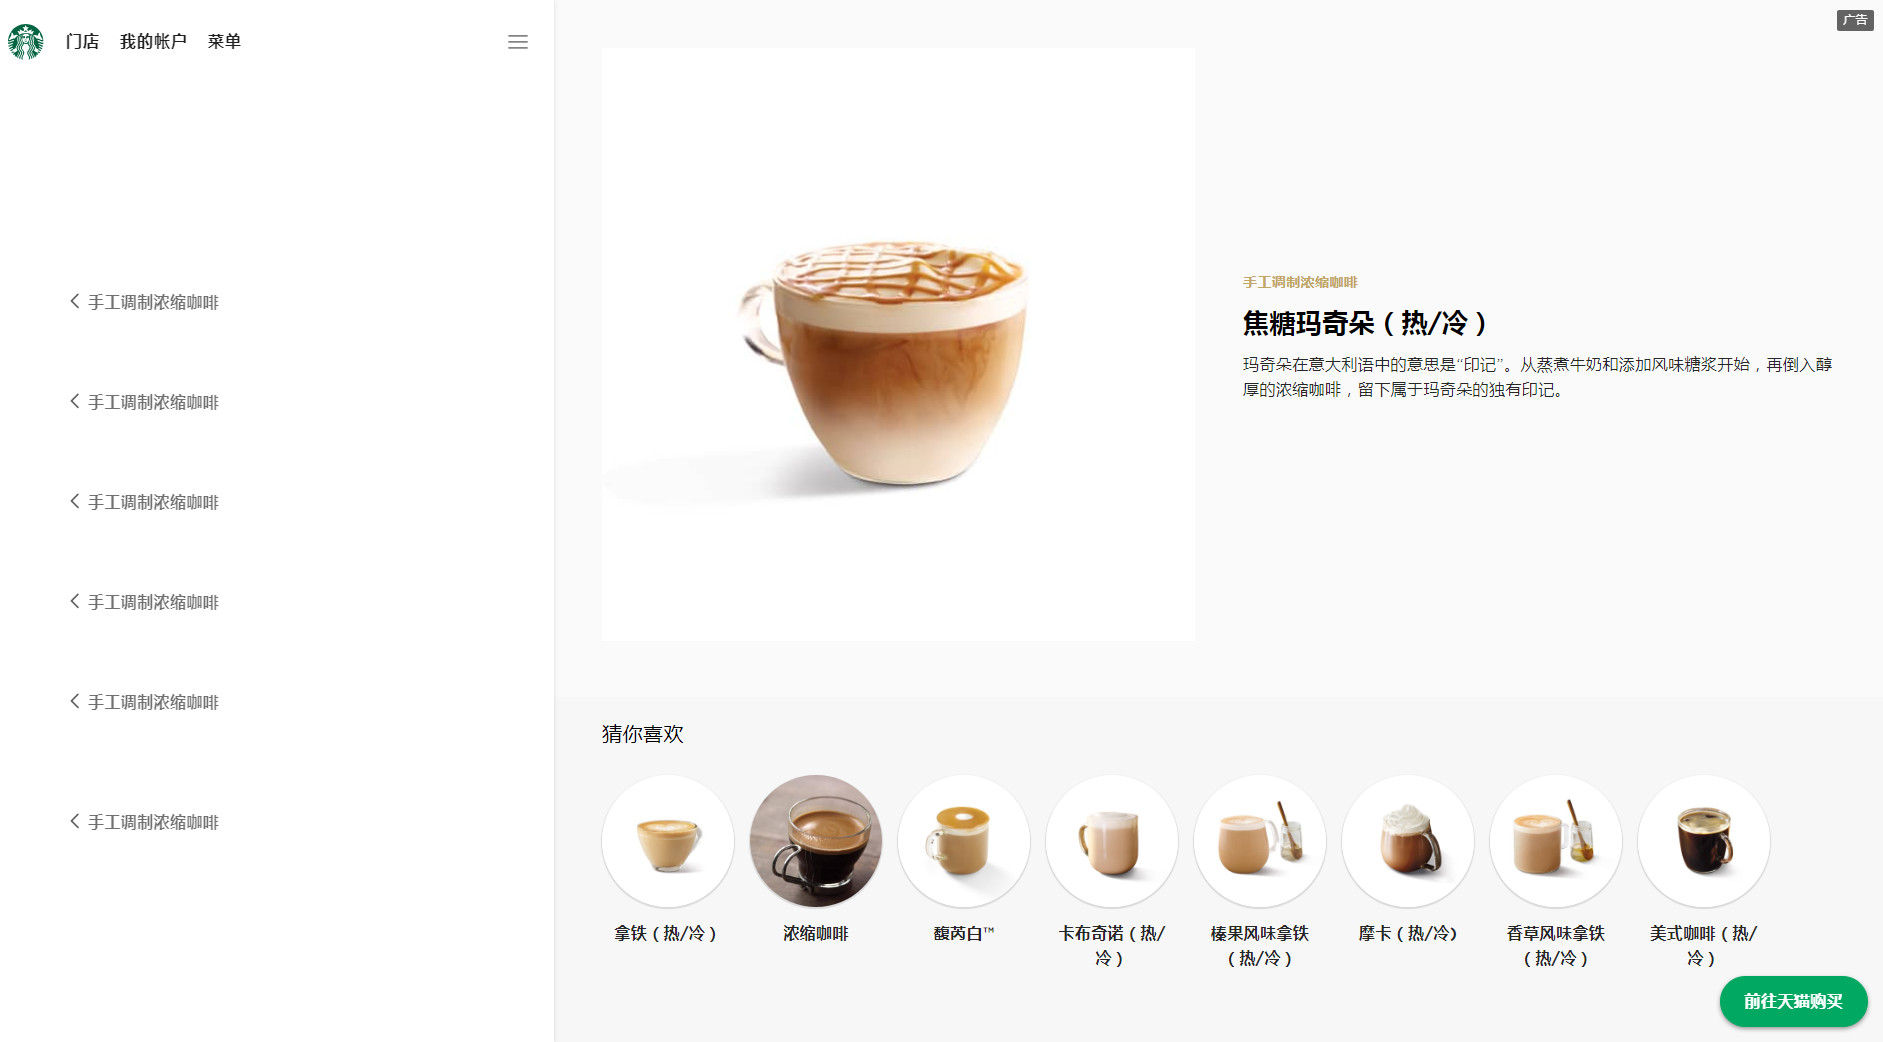 门店 我的帐户 菜单
手工调制浓缩咖啡
手工调制浓缩咖啡
手工调制浓缩咖啡
手工调制浓缩咖啡
手工调制浓缩咖啡
手工调制浓缩咖啡
广告
手工调制浓缩咖啡
焦糖玛奇朵（热/冷）
玛奇朵在意大利语中的意思是“印记”。从蒸煮牛奶和添加风味糖浆开始，再倒入醇
厚的浓缩咖啡，留下属于玛奇朵的独有印记。
猜你喜欢
拿铁（热/冷）
浓缩咖啡
馥芮白™
卡布奇诺（热/
冷）
榛果风味拿铁
（热/冷）
摩卡（热/冷）
香草风味拿铁
（热/冷）
美式咖啡（热/
冷）
前往天猫购买